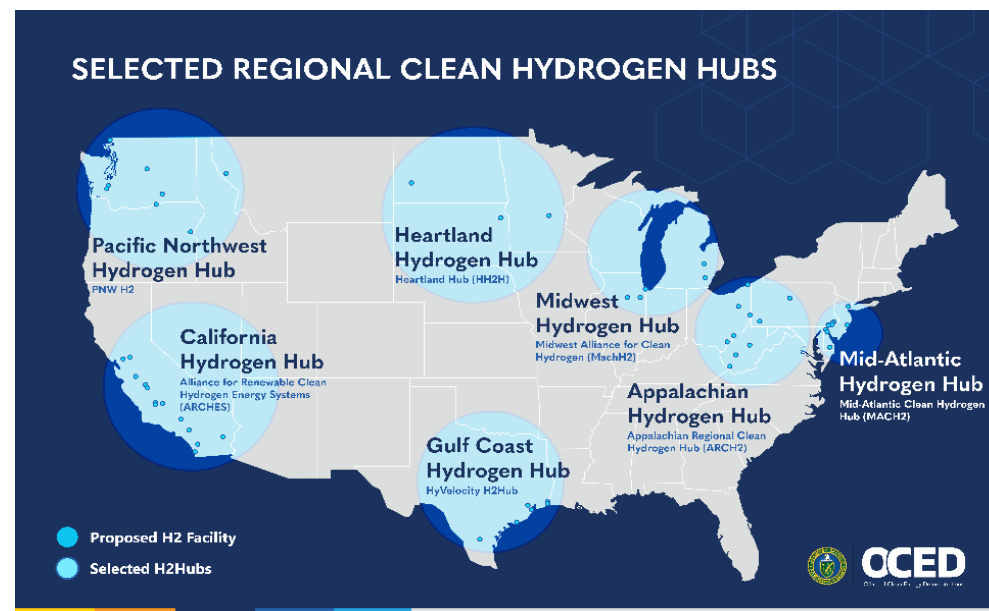 SELECTED REGIONAL CLEAN HYDROGEN HUBS
Pacific Northwest
Hydrogen Hub
PNW H2
Heartland
Hydrogen Hub
Heartland Hub (HH2H)
Midwest
Hydrogen Hub
Midwest Alliance for Clean
Hydrogen (MachH2)
California
Hydrogen Hub
Alliance for Renewable Clean
Hydrogen Energy Systems
(ARCHES)
Mid-Atlantic
Hydrogen Hub
Mid-Atlantic Clean Hydrogen
Hub (MACH2)
Appalachian
Hydrogen Hub
Appalachian Regional Clean
Hydrogen Hub (ARCH2)
Gulf Coast
Hydrogen Hub
HyVelocity H2Hub
Proposed H2 Facility
Selected H2Hubs
OCED